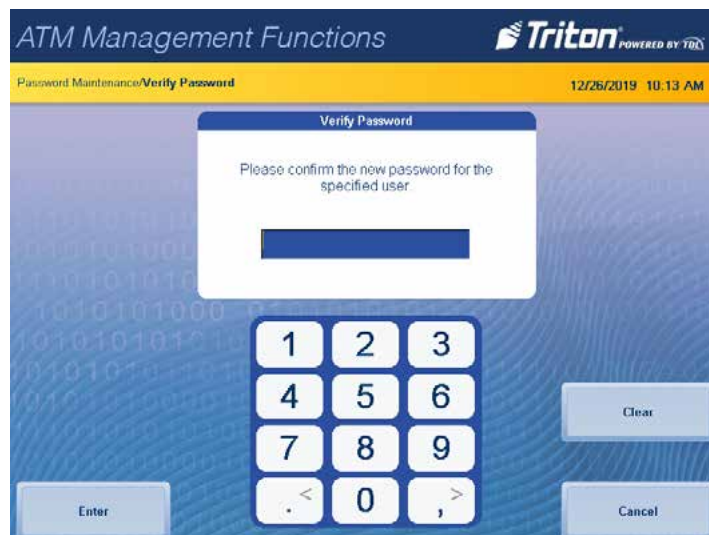 ATM Management Functions
Triton POWERED BY TDL
Password Maintenance/Verify Password
12/26/2019 10:13 AM
Verify Password
Please confirm the new password for the
specified user
1 2 3
4 5 6
7 8 9
.< 0 ,>
Clear
Enter
Cancel